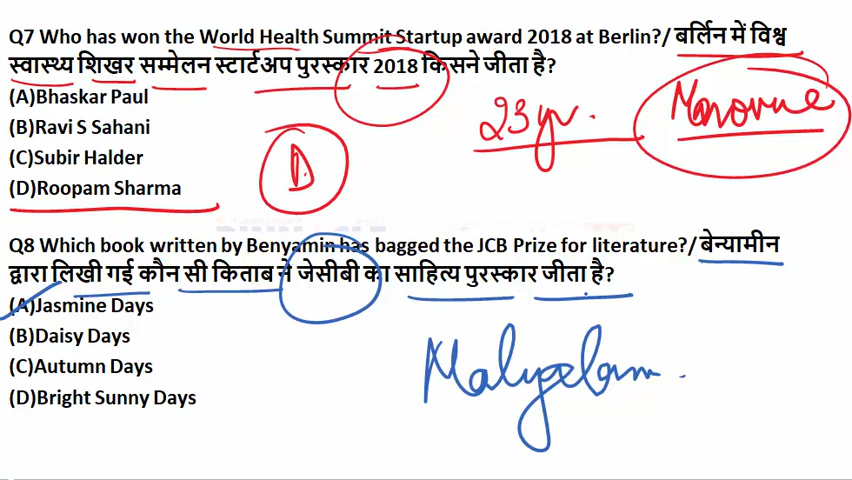 Q7 Who has won the World Health Summit Startup award 2018 at Berlin?/ बर्लिन में विश्व
स्वास्थ्य शिखर सम्मेलन स्टार्टअप पुरस्कार 2018 किसने जीता है?
(A)Bhaskar Paul
(B)Ravi S Sahani
(C)Subir Halder
(D)Roopam Sharma
23 yr.
D
Q8 Which book written by Benyamin has bagged the JCB Prize for literature?/ बेन्यामीन
द्वारा लिखी गई कौन सी किताब ने जेसीबी का साहित्य पुरस्कार जीता है?
(A)Jasmine Days
(B)Daisy Days
(C)Autumn Days
(D)Bright Sunny Days
Malyalam.